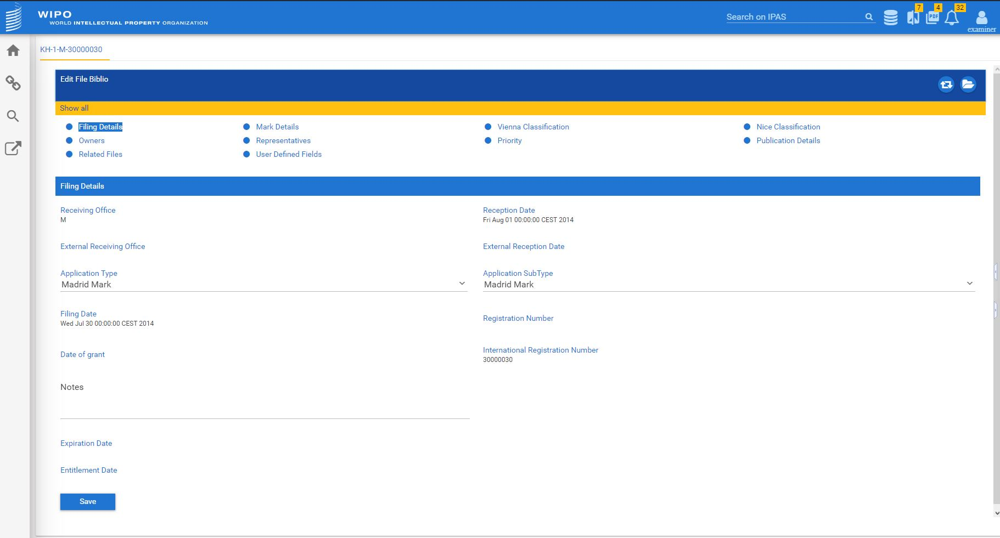 WIPO
WORLD INTELLECTUAL PROPERTY ORGANIZATION
Search on IPAS
7
4
32
PDF
examiner
KH-1-M-30000030
Edit File Biblio
Show all
Filing Details
Mark Details
Vienna Classification
Nice Classification
Owners
Representatives
Priority
Publication Details
Related Files
User Defined Fields
Filing Details
Receiving Office
Reception Date
M
Fri Aug 01 00:00:00 CEST 2014
External Receiving Office
External Reception Date
Application Type
Application SubType
Madrid Mark
Madrid Mark
Filing Date
Wed Jul 30 00:00:00 CEST 2014
Registration Number
Date of grant
International Registration Number
30000030
Notes
Expiration Date
Entitlement Date
Save